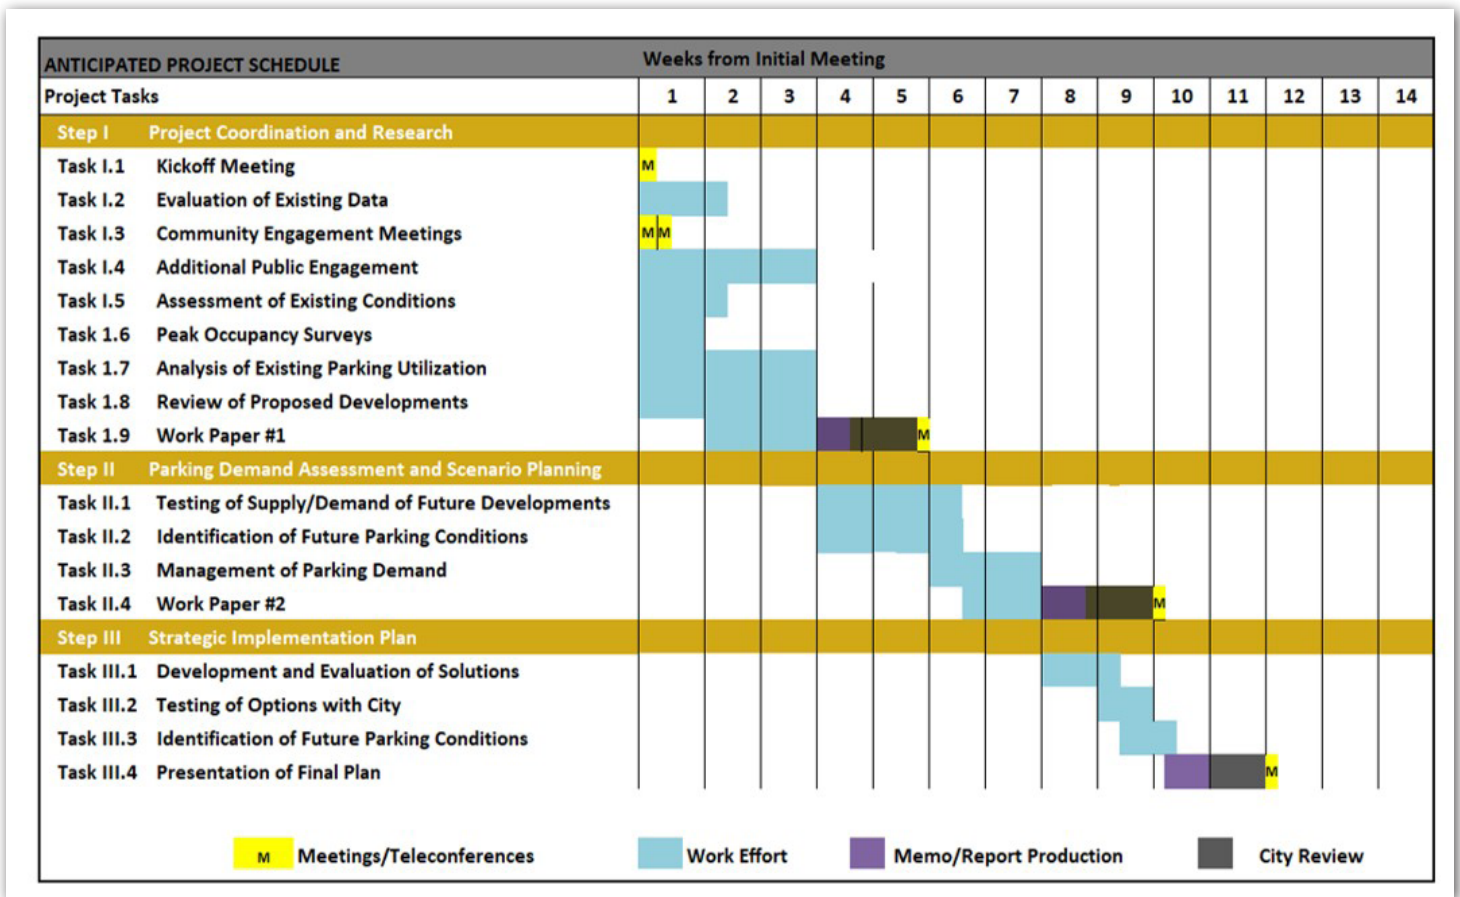 ANTICIPATED PROJECT SCHEDULE Weeks from Initial Meeting
Project Tasks 1 2 3 4 5 6 7 8 9 10 11 12 13 14
Step I Project Coordination and Research
Task I.1 Kickoff Meeting M
Task I.2 Evaluation of Existing Data
Task I.3 Community Engagement Meetings M M
Task I.4 Additional Public Engagement
Task I.5 Assessment of Existing Conditions
Task 1.6 Peak Occupancy Surveys
Task 1.7 Analysis of Existing Parking Utilization
Task 1.8 Review of Proposed Developments
Task 1.9 Work Paper #1 M
Step II Parking Demand Assessment and Scenario Planning
Task II.1 Testing of Supply/Demand of Future Developments
Task II.2 Identification of Future Parking Conditions
Task II.3 Management of Parking Demand
Task II.4 Work Paper #2 M
Step III Strategic Implementation Plan
Task III.1 Development and Evaluation of Solutions
Task III.2 Testing of Options with City
Task III.3 Identification of Future Parking Conditions
Task III.4 Presentation of Final Plan M
M Meetings/Teleconferences Work Effort Memo/Report Production City Review